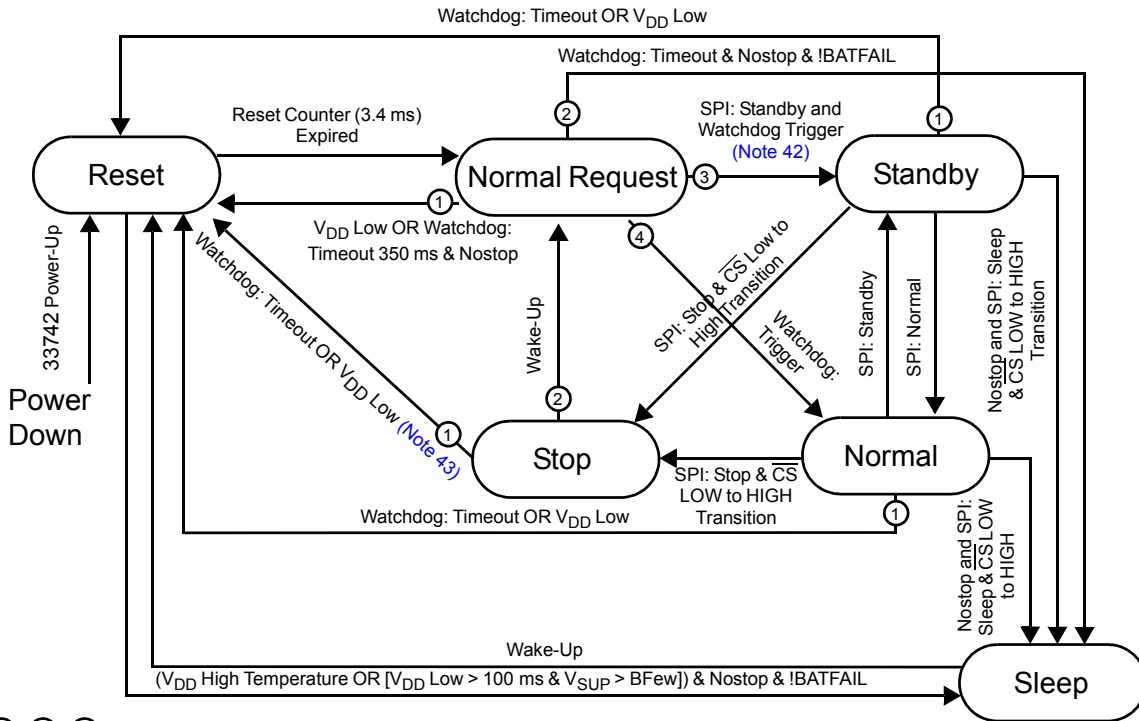 Watchdog: Timeout OR VDD Low
Watchdog: Timeout & Nostop & !BATFAIL
Reset Counter (3.4 ms)
Expired
2
SPI: Standby and
Watchdog Trigger
(Note 42)
1
Reset
Normal Request
3
Standby
1
VDD Low OR Watchdog:
Timeout 350 ms & Nostop
4
33742 Power-Up
Power
Down
Watchdog: Timeout OR VDD Low (Note 43)
Wake-Up
SPI: Stop & CS Low to
High Transition
Watchdog:
Trigger
SPI: Standby
SPI: Normal
Nostop and SPI: Sleep
& CS LOW to HIGH
Transition
2
1
Stop
Normal
SPI: Stop & CS
LOW to HIGH
Transition
1
Watchdog: Timeout OR VDD Low
Nostop and SPI:
Sleep & CS LOW
to HIGH
Wake-Up
(VDD High Temperature OR [VDD Low > 100 ms & VSUP > BFew]) & Nostop & !BATFAIL
Sleep